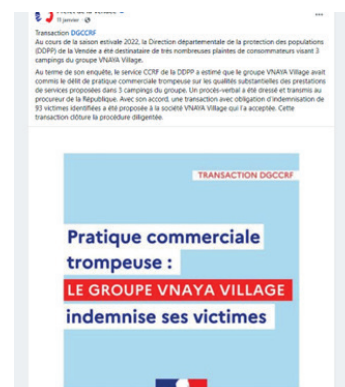 11 janvier
Transaction DGCCRF
Au cours de la saison estivale 2022, la Direction départementale de la protection des populations
(DDPP) de la Vendée a été destinataire de très nombreuses plaintes de consommateurs visant 3
campings du groupe VNAYA Village.
Au terme de son enquête, le service CCRF de la DDPP a estimé que le groupe VNAYA Village avait
commis le délit de pratique commerciale trompeuse sur les qualités substantielles des prestations
de services proposées dans 3 campings du groupe. Un procès-verbal a été dressé et transmis au
procureur de la République. Avec son accord, une transaction avec obligation d'indemnisation de
93 victimes identifiées a été proposée à la société VNAYA Village qui l'a acceptée. Cette
transaction clôture la procédure diligentée.
TRANSACTION DGCCRF
Pratique commerciale
trompeuse :
LE GROUPE VNAYA VILLAGE
indemnise ses victimes